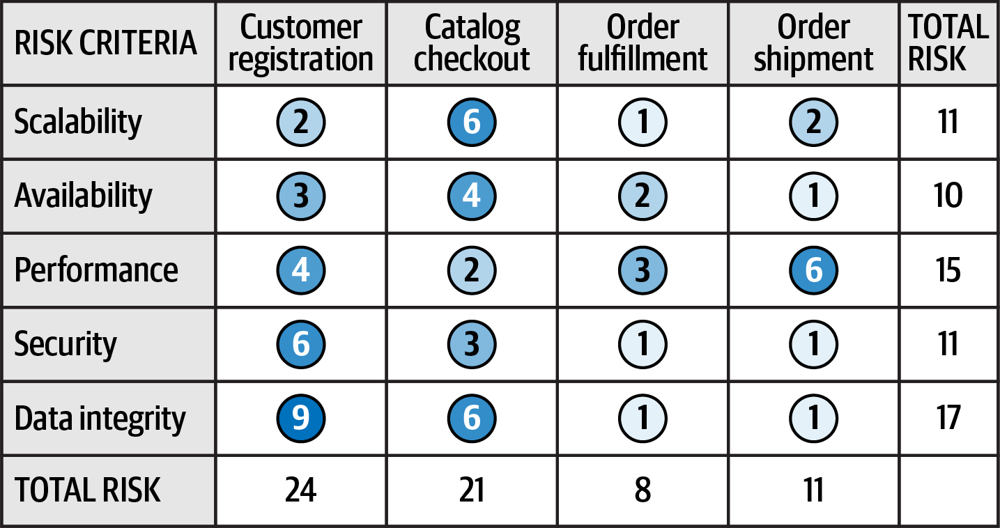 RISK CRITERIA Customer registration Catalog checkout Order fulfillment Order shipment TOTAL RISK
Scalability 2 6 1 2 11
Availability 3 4 2 1 10
Performance 4 2 3 6 15
Security 6 3 1 1 11
Data integrity 9 6 1 1 17
TOTAL RISK 24 21 8 11